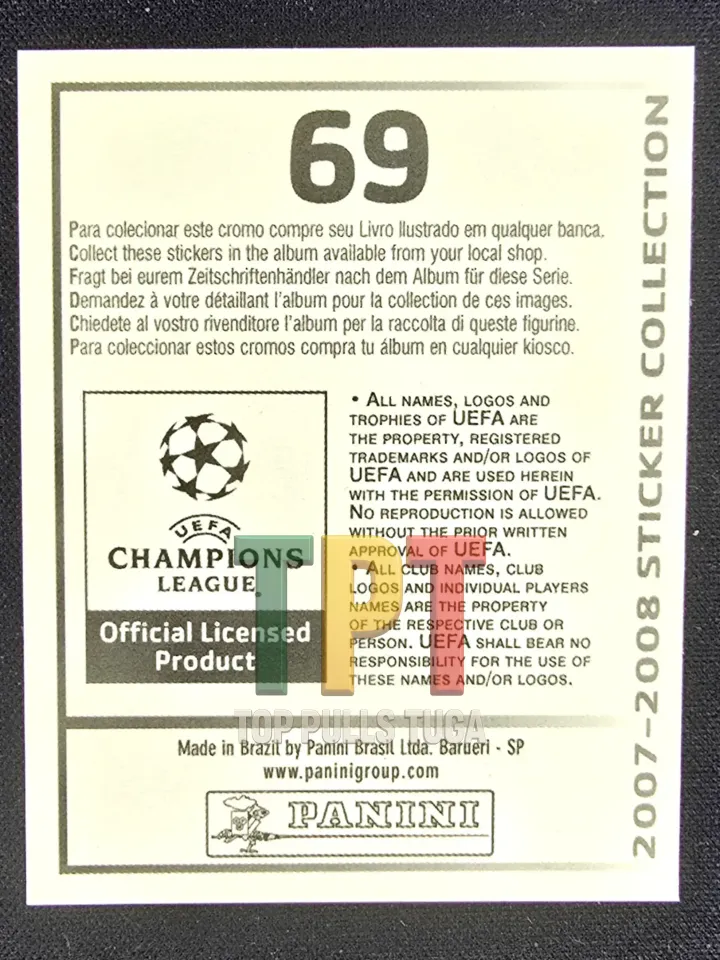 69
Para colecionar este cromo compre seu Livro Ilustrado em qualquer banca.
Collect these stickers in the album available from your local shop.
Fragt bei eurem Zeitschriftenhändler nach dem Album für diese Serie.
Demandez à votre détaillant l'album pour la collection de ces images.
Chiedete al vostro rivenditore l'album per la raccolta di queste figurine.
Para coleccionar estos cromos compra tu álbum en cualquier kiosco.
UEFA
CHAMPIONS
LEAGUE
Official Licensed
Product
• ALL NAMES, LOGOS AND
TROPHIES OF UEFA ARE
THE PROPERTY, REGISTERED
TRADEMARKS AND/OR LOGOS OF
UEFA AND ARE USED HEREIN
WITH THE PERMISSION OF UEFA.
NO REPRODUCTION IS ALLOWED
WITHOUT THE PRIOR WRITTEN
APPROVAL OF UEFA.
• ALL CLUB NAMES, CLUB
LOGOS AND INDIVIDUAL PLAYERS
NAMES ARE THE PROPERTY
OF THE RESPECTIVE CLUB OR
PERSON. UEFA SHALL BEAR NO
RESPONSIBILITY FOR THE USE OF
THESE NAMES AND/OR LOGOS.
TPT
TOP PULLS TUGA
Made in Brazil by Panini Brasil Ltda. Barueri - SP
www.paninigroup.com
PANINI
2007-2008 STICKER COLLECTION